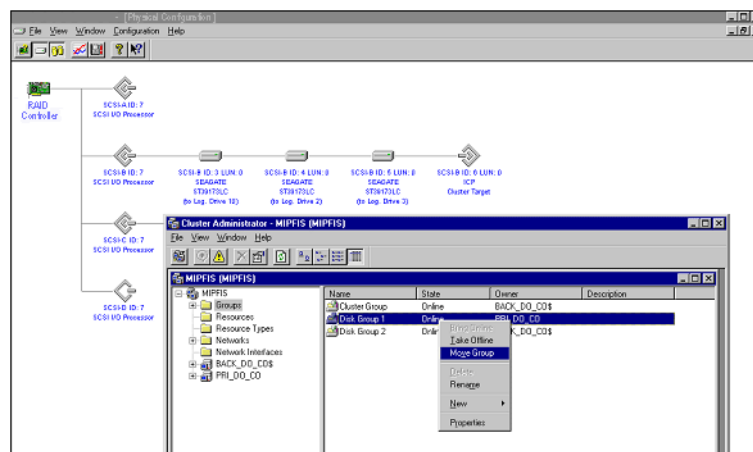 - [Physical Configuration]
File View Window Configuration Help
RAID
Controller
SCSI-A ID: 7
SCSI I/O Processor
SCSI-B ID: 7
SCSI I/O Processor
SCSI-B ID: 3 LUN: 0
SEAGATE
ST39173LC
(to Log. Drive 10)
SCSI-B ID: 4 LUN: 0
SEAGATE
ST39173LC
(to Log. Drive 2)
SCSI-B ID: 5 LUN: 0
SEAGATE
ST39173LC
(to Log. Drive 3)
SCSI-B ID: 6 LUN: 0
ICP
Cluster Target
SCSI-C ID: 7
SCSI I/O Processor
SCSI-D ID: 7
SCSI I/O Processor
Cluster Administrator - MIPFIS (MIPFIS)
File View Window Help
MIPFIS (MIPFIS)
MIPFIS
Groups
Resources
Resource Types
Networks
Network Interfaces
BACK_DO_CO$
PRI_DO_CO
Name State Owner Description
Cluster Group Online BACK_DO_CO$
Disk Group 1 Online PRI_DO_CO
Disk Group 2 Onlin CK_DO_CO$
Bring Online
Take Offline
Move Group
Delete
Rename
New
Properties